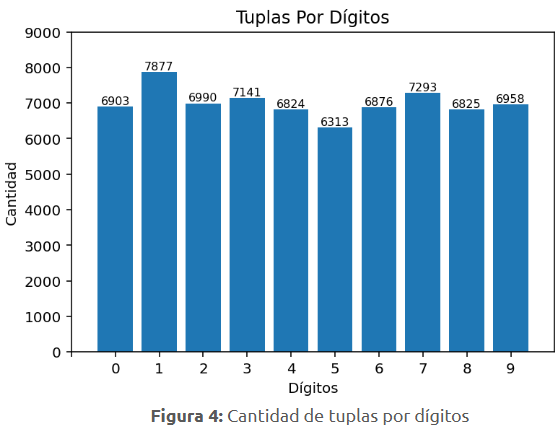 Tuplas Por Dígitos
9000
8000
7000
6000
5000
4000
3000
2000
1000
0
Cantidad
6903 7877 6990 7141 6824 6313 6876 7293 6825 6958
0 1 2 3 4 5 6 7 8 9
Dígitos
Figura 4: Cantidad de tuplas por dígitos